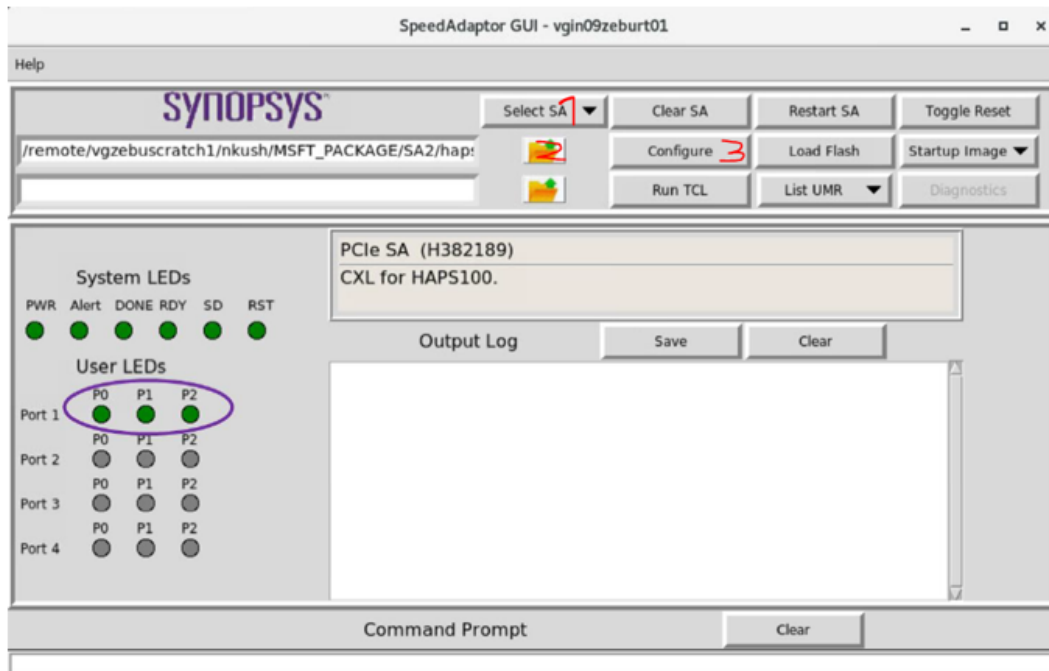 SpeedAdaptor GUI - vgin09zeburt01
Help
SYNOPSYS
Select SA 1 Clear SA Restart SA Toggle Reset
/remote/vgzebuscratch1/nkush/MSFT_PACKAGE/SA2/haps 2 Configure 3 Load Flash Startup Image
Run TCL List UMR Diagnostics
PCIe SA (H382189)
CXL for HAPS100.
System LEDs
PWR Alert DONE RDY SD RST
Output Log Save Clear
User LEDs
P0 P1 P2
Port 1
P0 P1 P2
Port 2
P0 P1 P2
Port 3
P0 P1 P2
Port 4
Command Prompt Clear